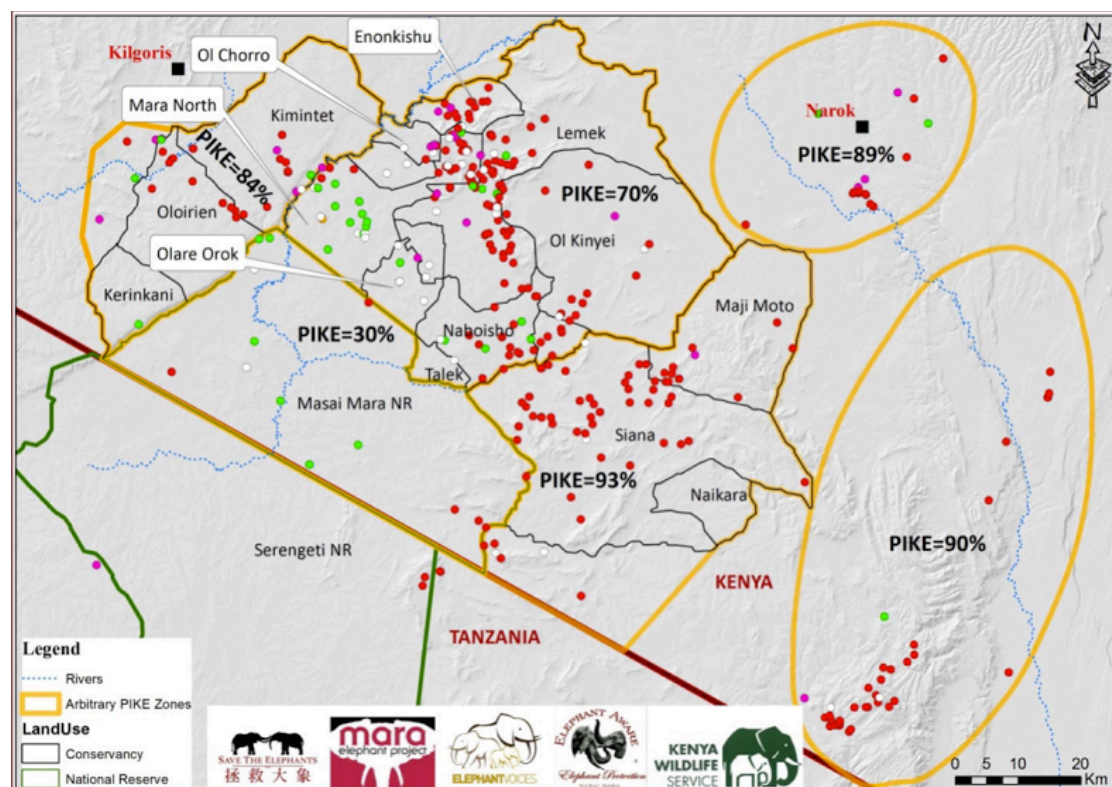 Enonkishu
N
Ol Chorro
Kilgoris
Mara North
Kimintet
Lemek
Narok
PIKE=84%
PIKE=89%
PIKE=70%
Oloirien
Ol Kinyei
Olare Orok
Kerinkani
Maji Moto
PIKE=30%
Naboisho
Talek
Masai Mara NR
Siana
PIKE=93%
Naikara
Serengeti NR
PIKE=90%
KENYA
TANZANIA
Legend
Rivers
Arbitrary PIKE Zones
LandUse
Conservancy
National Reserve
SAVE THE ELEPHANTS
拯救大象
mara
elephant project
ELEPHANTVOICES
ELEPHANT AWARE
Elephant Protection
KENYA
WILDLIFE
SERVICE
0 5 10 20
Km